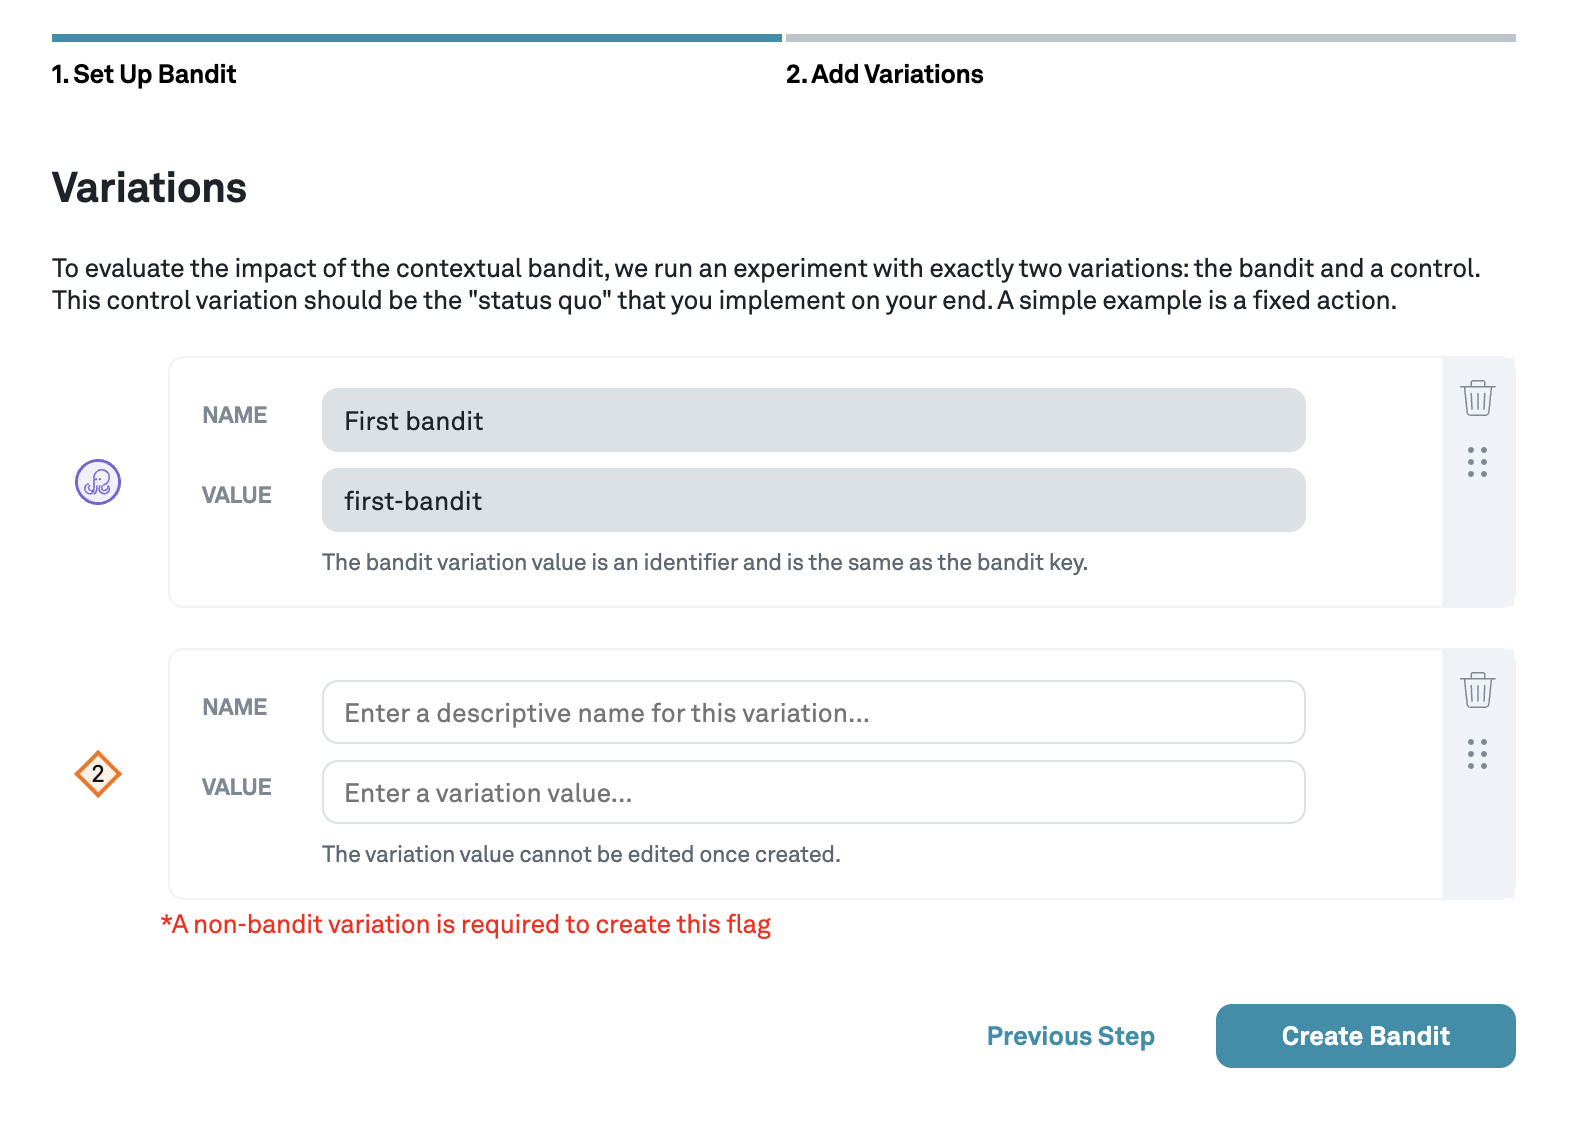 1. Set Up Bandit
2. Add Variations
Variations
To evaluate the impact of the contextual bandit, we run an experiment with exactly two variations: the bandit and a control.
This control variation should be the "status quo" that you implement on your end. A simple example is a fixed action.
NAME
First bandit
VALUE
first-bandit
The bandit variation value is an identifier and is the same as the bandit key.
2
NAME
Enter a descriptive name for this variation...
VALUE
Enter a variation value...
The variation value cannot be edited once created.
*A non-bandit variation is required to create this flag
Previous Step
Create Bandit